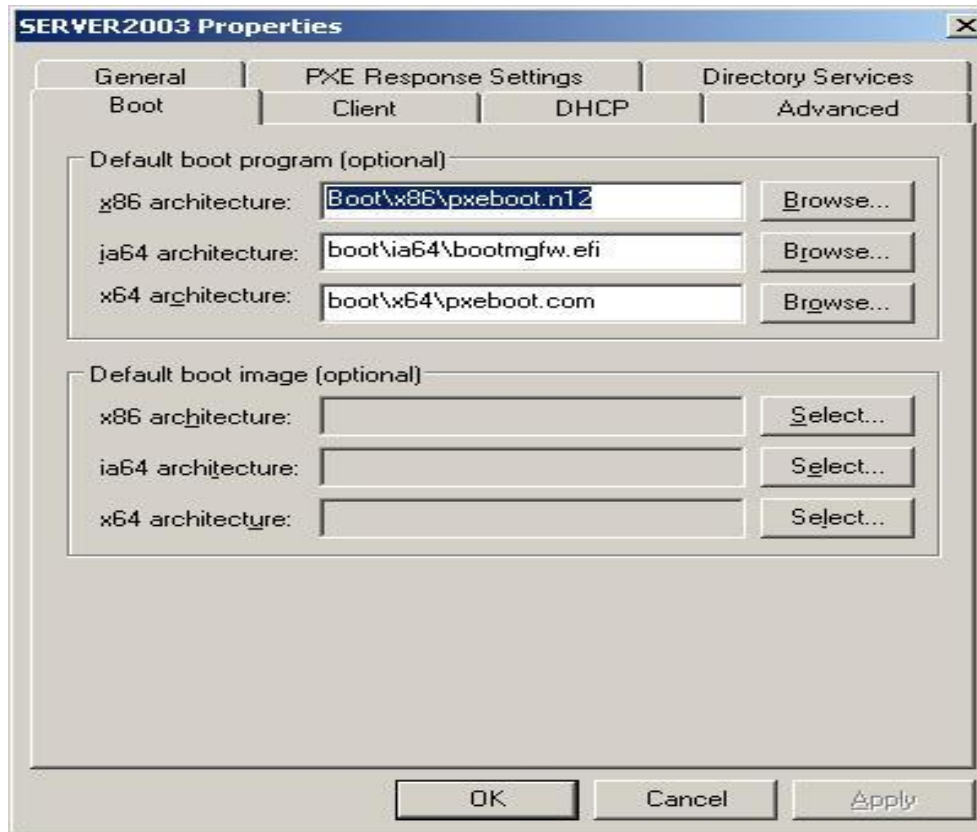 SERVER2003 Properties
General PXE Response Settings Directory Services
Boot Client DHCP Advanced
Default boot program (optional)
x86 architecture: Boot\x86\pxeboot.n12 Browse...
ia64 architecture: boot\ia64\bootmgfw.efi Browse...
x64 architecture: boot\x64\pxeboot.com Browse...
Default boot image (optional)
x86 architecture: Select...
ia64 architecture: Select...
x64 architecture: Select...
OK Cancel Apply